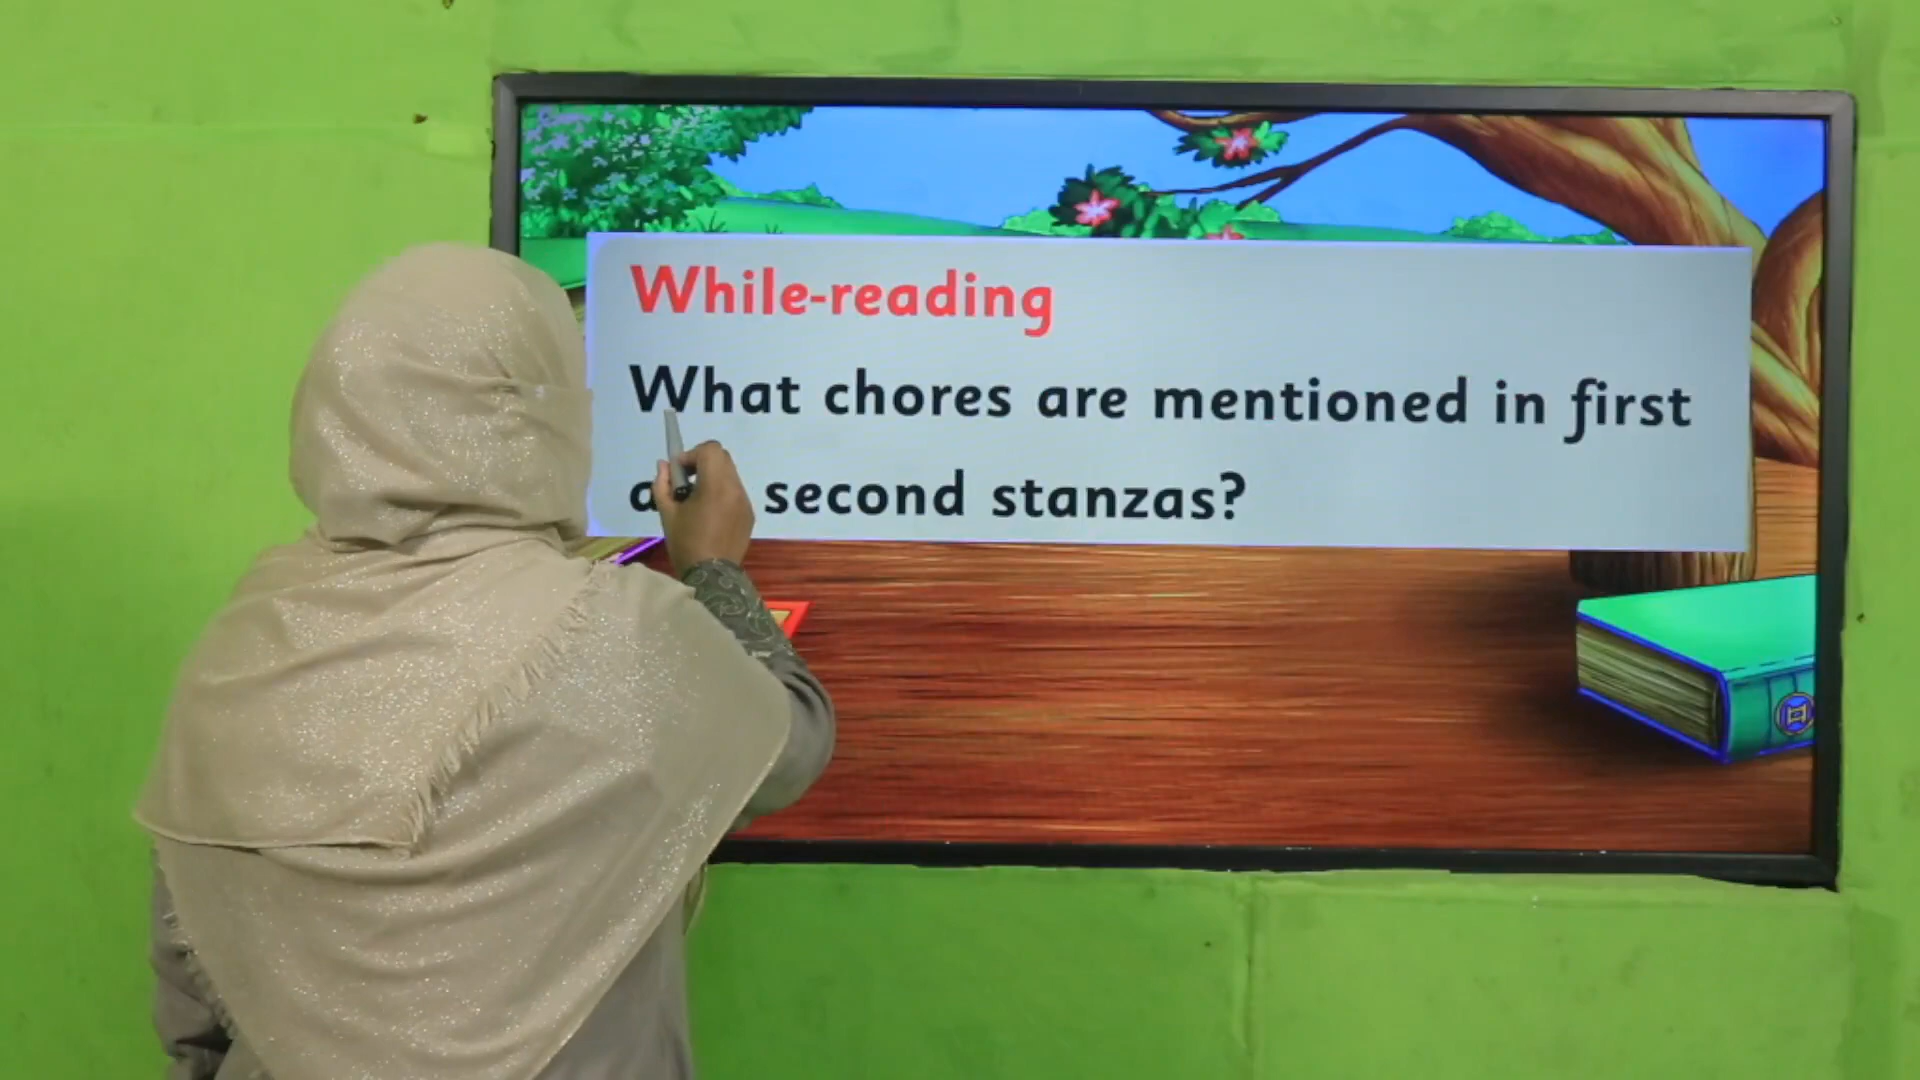 While-reading
What chores are mentioned in first
second stanzas?